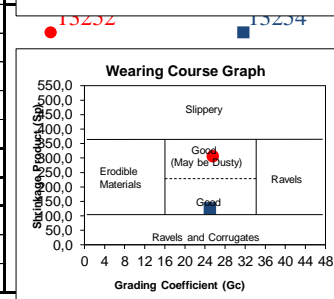 13252 13254
Wearing Course Graph
Shrinkage Product (Sp)
550,0
500,0
450,0
400,0
350,0
300,0
250,0
200,0
150,0
100,0
50,0
0,0
Slippery
Good
(May be Dusty)
Erodible
Materials
Ravels
Good
Ravels and Corrugates
0 4 8 12 16 20 24 28 32 36 40 44 48
Grading Coefficient (Gc)